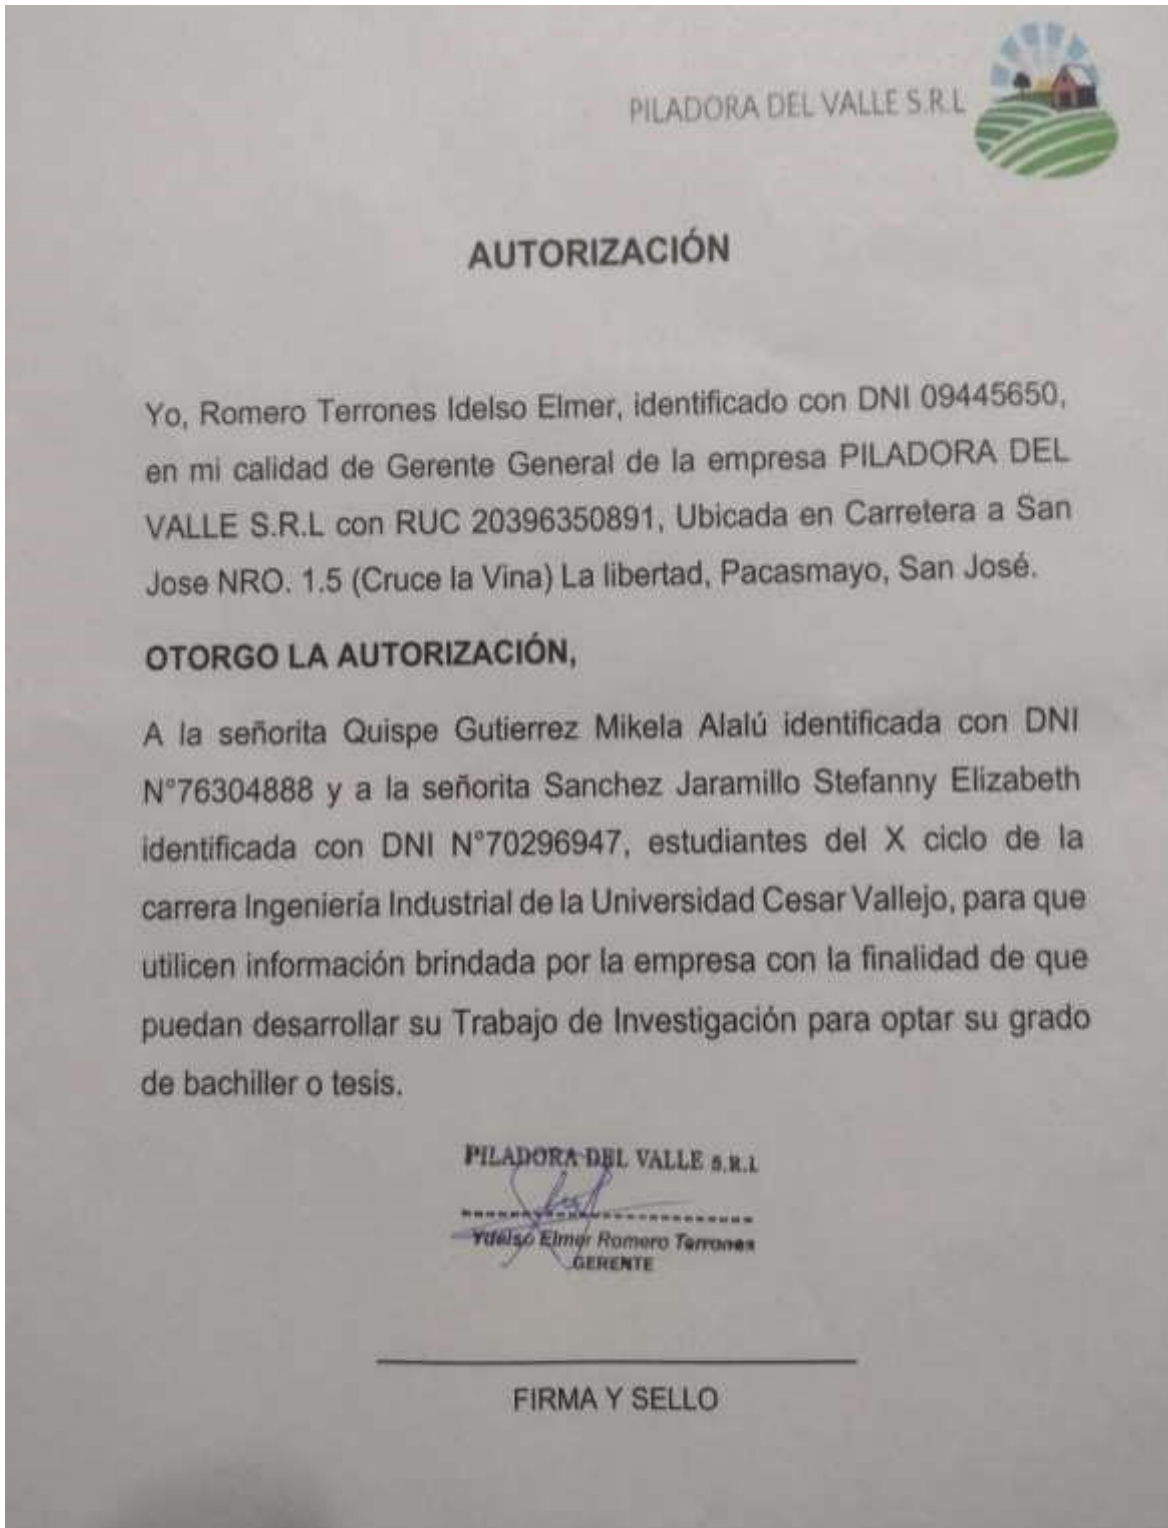 PILADORA DEL VALLE S.R.L
AUTORIZACIÓN
Yo, Romero Terrones Idelso Elmer, identificado con DNI 09445650,
en mi calidad de Gerente General de la empresa PILADORA DEL
VALLE S.R.L con RUC 20396350891, Ubicada en Carretera a San
Jose NRO. 1.5 (Cruce la Vina) La libertad, Pacasmayo, San José.
OTORGO LA AUTORIZACIÓN,
A la señorita Quispe Gutierrez Mikela Alalú identificada con DNI
N°76304888 y a la señorita Sanchez Jaramillo Stefanny Elizabeth
identificada con DNI N°70296947, estudiantes del X ciclo de la
carrera Ingeniería Industrial de la Universidad Cesar Vallejo, para que
utilicen información brindada por la empresa con la finalidad de que
puedan desarrollar su Trabajo de Investigación para optar su grado
de bachiller o tesis.
PILADORA DEL VALLE S.R.L
Ydelso Elmer Romero Terrones
GERENTE
FIRMA Y SELLO